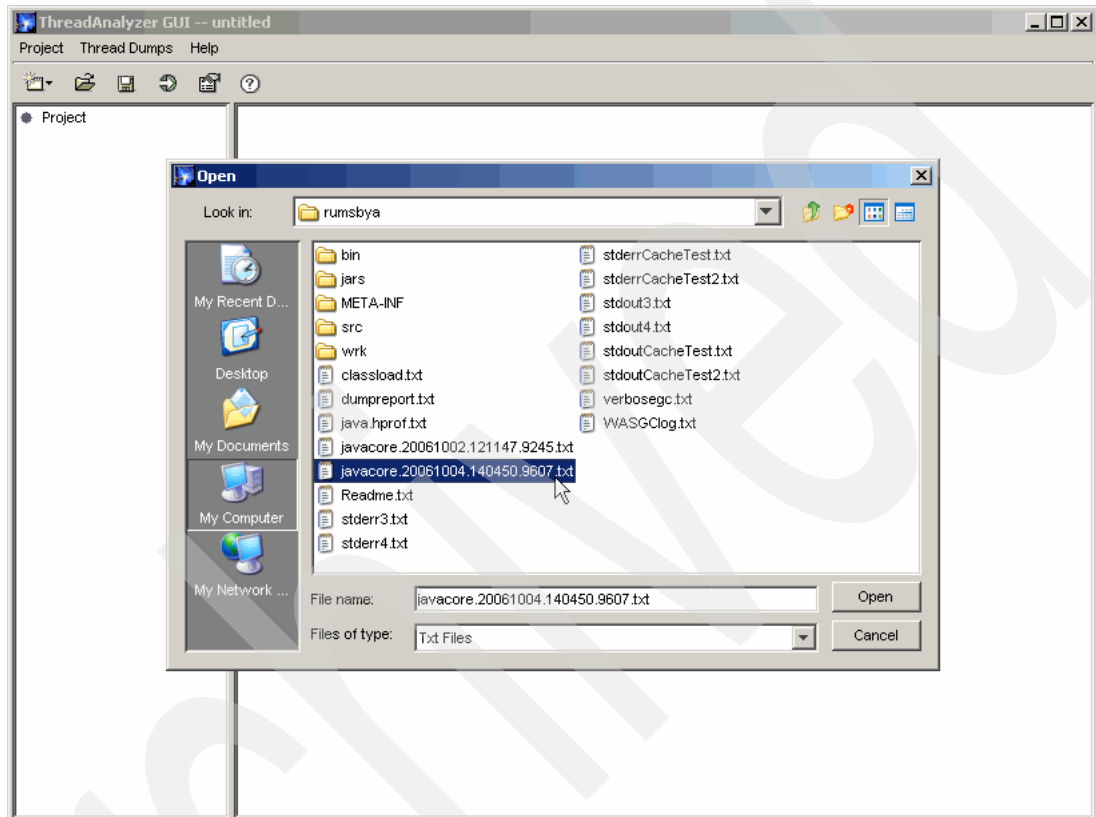 ThreadAnalyzer GUI -- untitled
Project Thread Dumps Help
Project
Open
Look in: rumsbya
My Recent D...
Desktop
My Documents
My Computer
My Network ...
bin
jars
META-INF
src
wrk
classload.txt
dumpreport.txt
java.hprof.txt
javacore.20061002.121147.9245.txt
javacore.20061004.140450.9607.txt
Readme.txt
stderr3.txt
stderr4.txt
stderrCacheTest.txt
stderrCacheTest2.txt
stdout3.txt
stdout4.txt
stdoutCacheTest.txt
stdoutCacheTest2.txt
verbosegc.txt
WASGClog.txt
File name: javacore.20061004.140450.9607.txt Open
Files of type: Txt Files Cancel